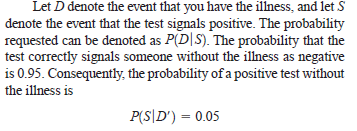 Let D denote the event that you have the illness, and let S
denote the event that the test signals positive. The probability
requested can be denoted as P(D|S). The probability that the
test correctly signals someone without the illness as negative
is 0.95. Consequently, the probability of a positive test without
the illness is
P(S|D′) = 0.05